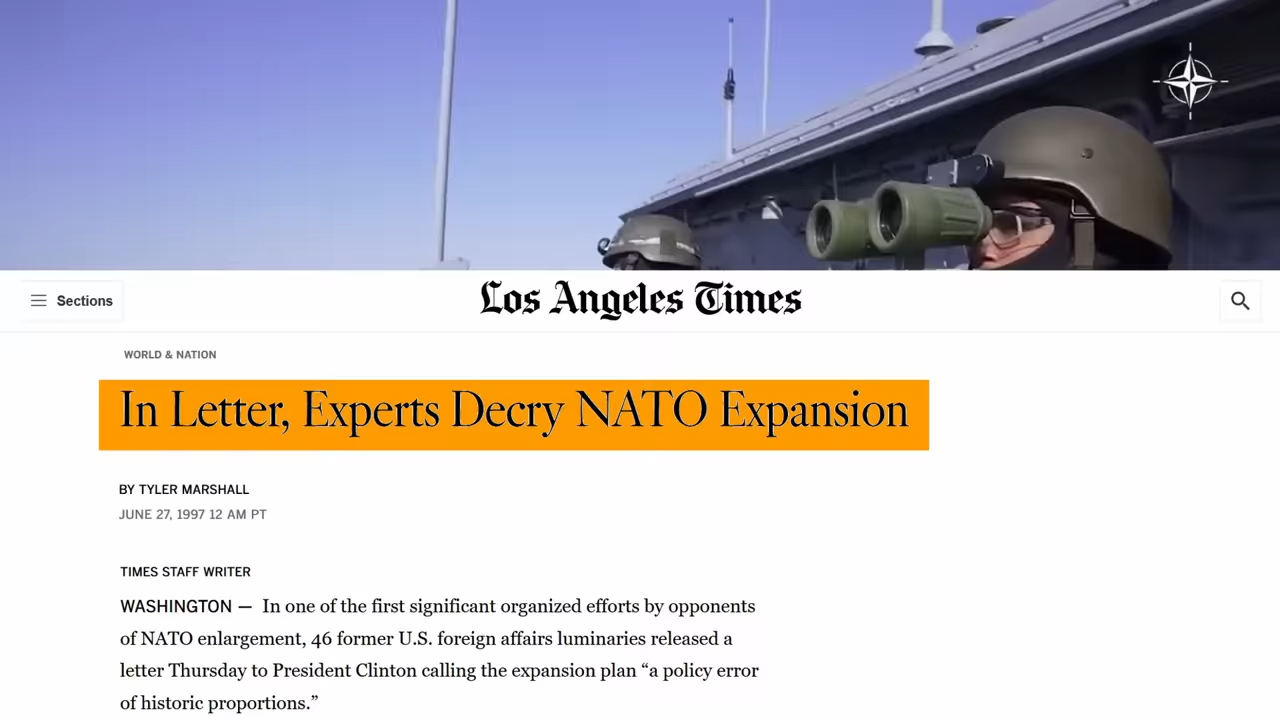 Sections
Los Angeles Times
WORLD & NATION
In Letter, Experts Decry NATO Expansion
BY TYLER MARSHALL
JUNE 27, 1997 12 AM PT
TIMES STAFF WRITER
WASHINGTON — In one of the first significant organized efforts by opponents
of NATO enlargement, 46 former U.S. foreign affairs luminaries released a
letter Thursday to President Clinton calling the expansion plan “a policy error
of historic proportions.”